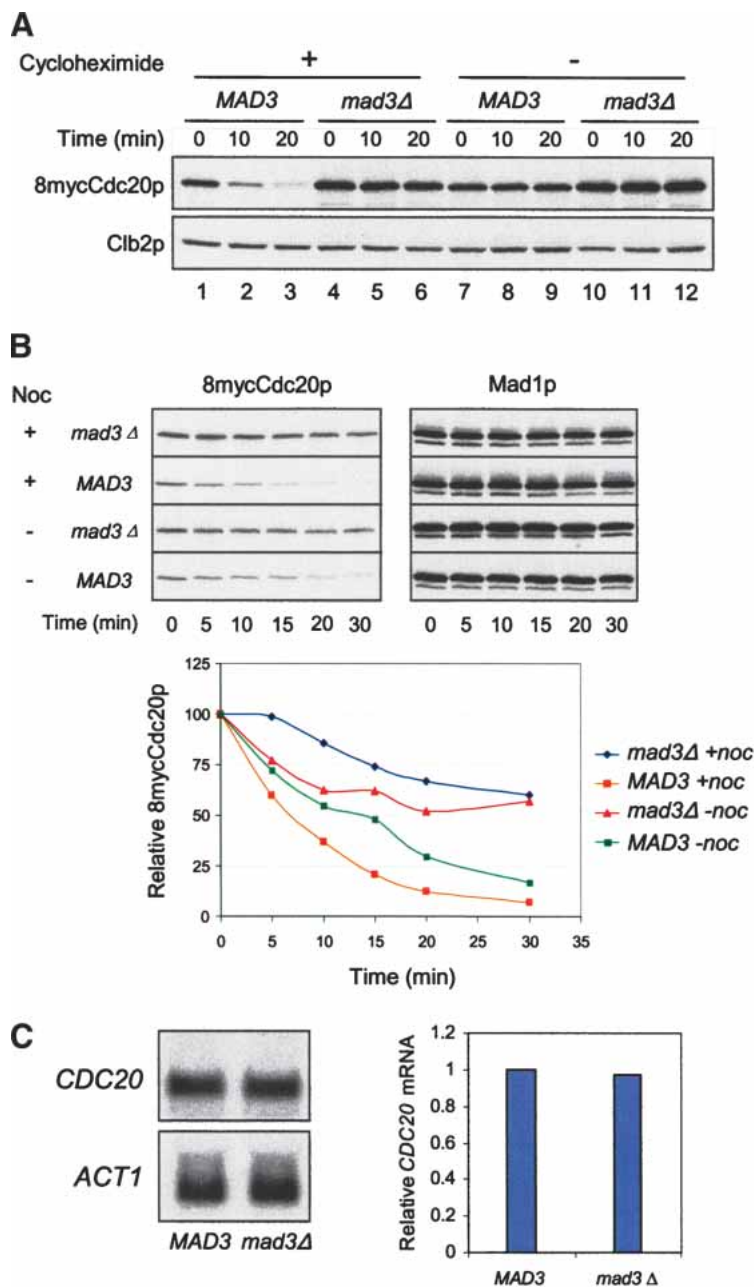 A
Cycloheximide + -
MAD3 mad3Δ MAD3 mad3Δ
Time (min) 0 10 20 0 10 20 0 10 20 0 10 20
8mycCdc20p
Clb2p
1 2 3 4 5 6 7 8 9 10 11 12
B
Noc 8mycCdc20p Mad1p
+ mad3 Δ
+ MAD3
- mad3 Δ
- MAD3
Time (min) 0 5 10 15 20 30 0 5 10 15 20 30
Relative 8mycCdc20p
125
100
75
50
25
0
0 5 10 15 20 25 30 35
Time (min)
mad3Δ +noc
MAD3 +noc
mad3Δ -noc
MAD3 -noc
C
CDC20
ACT1
MAD3 mad3Δ
Relative CDC20 mRNA
1.2
1
0.8
0.6
0.4
0.2
0
MAD3 mad3 Δ